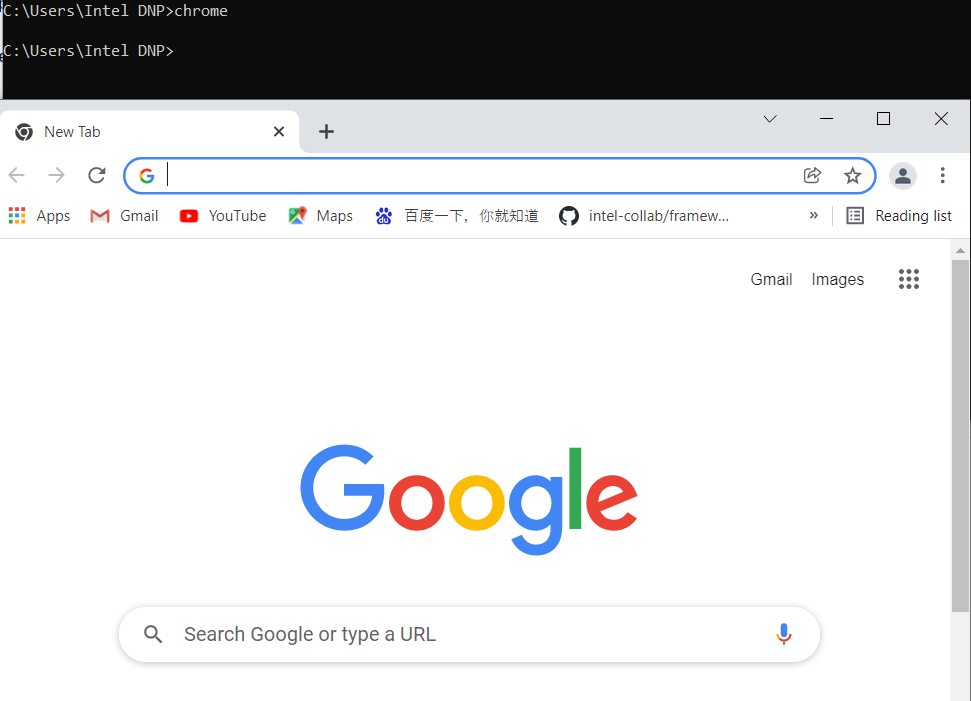 C:\Users\Intel DNP>chrome
C:\Users\Intel DNP>
New Tab
Apps Gmail YouTube Maps 百度一下，你就知道 intel-collab/framew... » Reading list
Gmail Images
Google
Search Google or type a URL